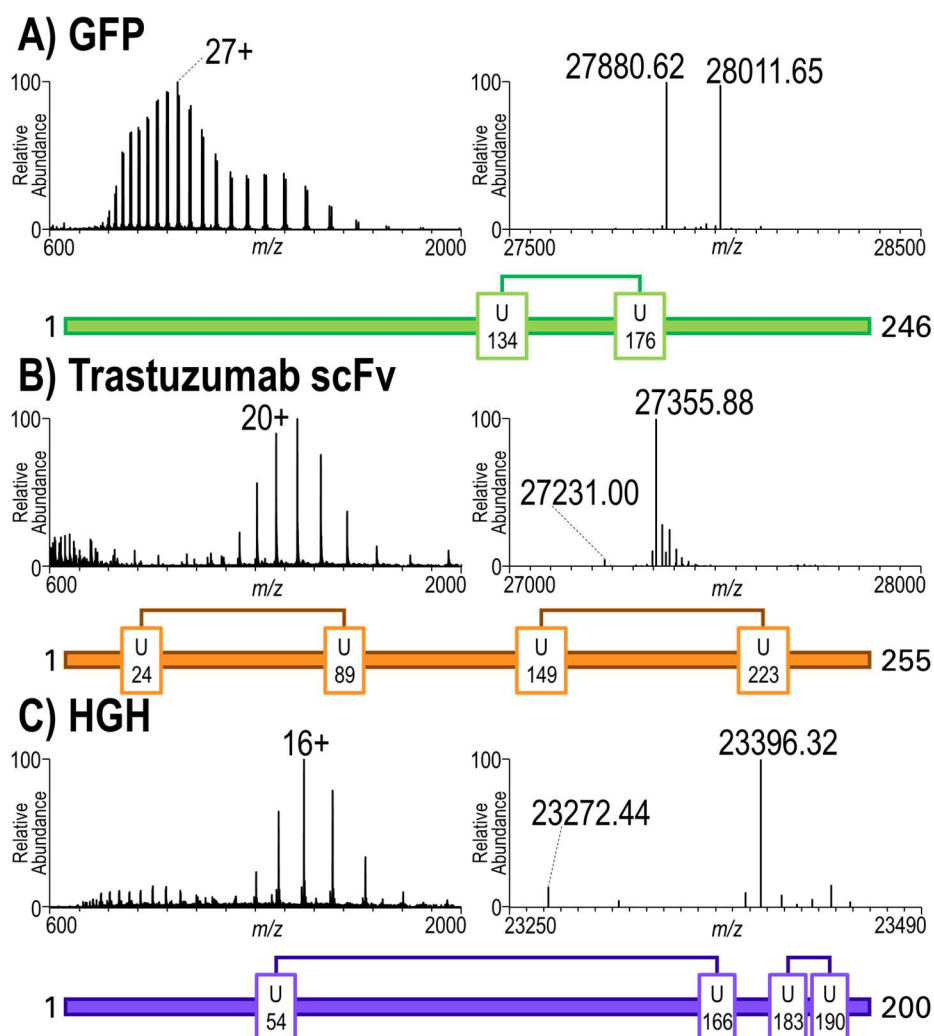 A) GFP
27+
Relative
Abundance
100
0
600
m/z
2000
27880.62
28011.65
Relative
Abundance
100
0
27500
m/z
28500
1
U
134
U
176
246
B) Trastuzumab scFv
20+
Relative
Abundance
100
0
600
m/z
2000
27355.88
27231.00
Relative
Abundance
100
0
27000
m/z
28000
1
U
24
U
89
U
149
U
223
255
C) HGH
16+
Relative
Abundance
100
0
600
m/z
2000
23396.32
23272.44
Relative
Abundance
100
0
23250
m/z
23490
1
U
54
U
166
U
183
U
190
200